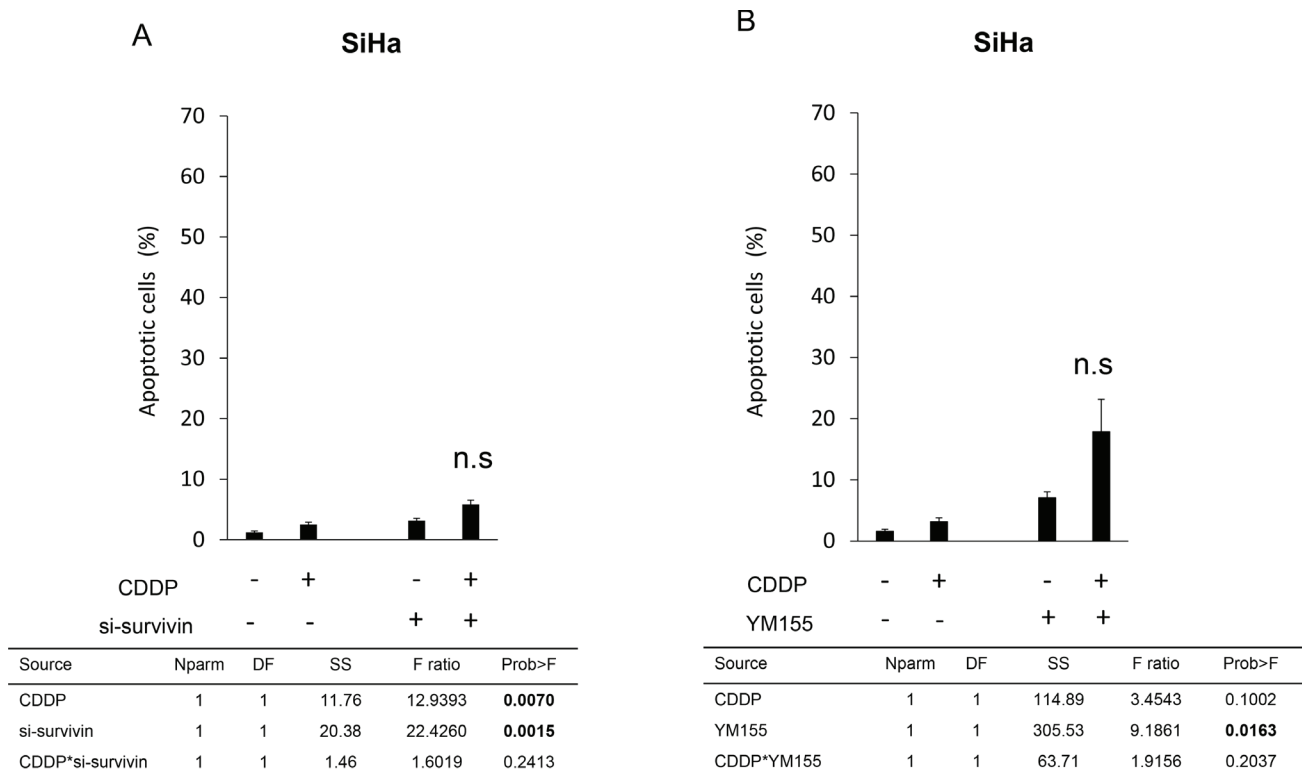 A
SiHa
70
60
50
40
30
20
10
0
Apoptotic cells (%)
n.s
CDDP - + - +
si-survivin - - + +
Source Nparm DF SS F ratio Prob>F
CDDP 1 1 11.76 12.9393 0.0070
si-survivin 1 1 20.38 22.4260 0.0015
CDDP*si-survivin 1 1 1.46 1.6019 0.2413
B
SiHa
70
60
50
40
30
20
10
0
Apoptotic cells (%)
n.s
CDDP - + - +
YM155 - - + +
Source Nparm DF SS F ratio Prob>F
CDDP 1 1 114.89 3.4543 0.1002
YM155 1 1 305.53 9.1861 0.0163
CDDP*YM155 1 1 63.71 1.9156 0.2037